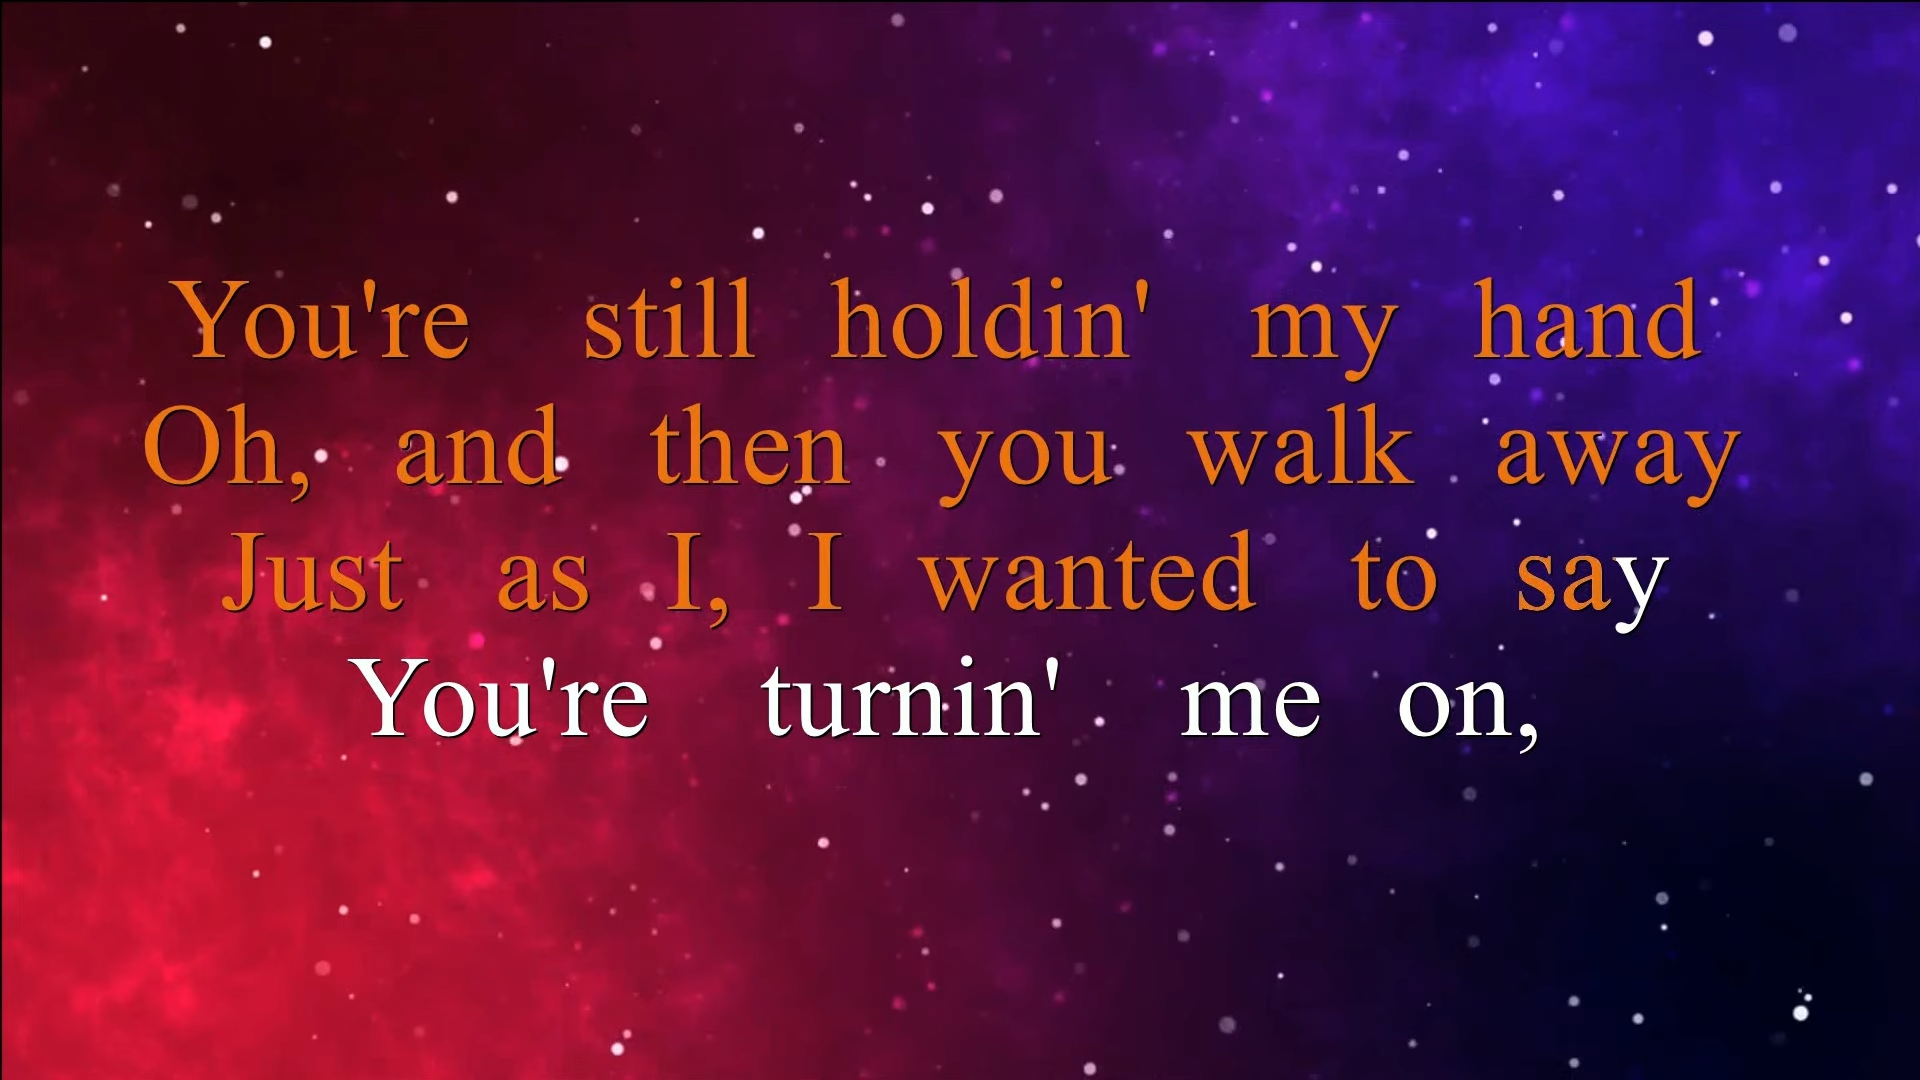 You're still holdin' my hand
Oh, and then you walk away
Just as I, I wanted to say
You're turnin' me on,